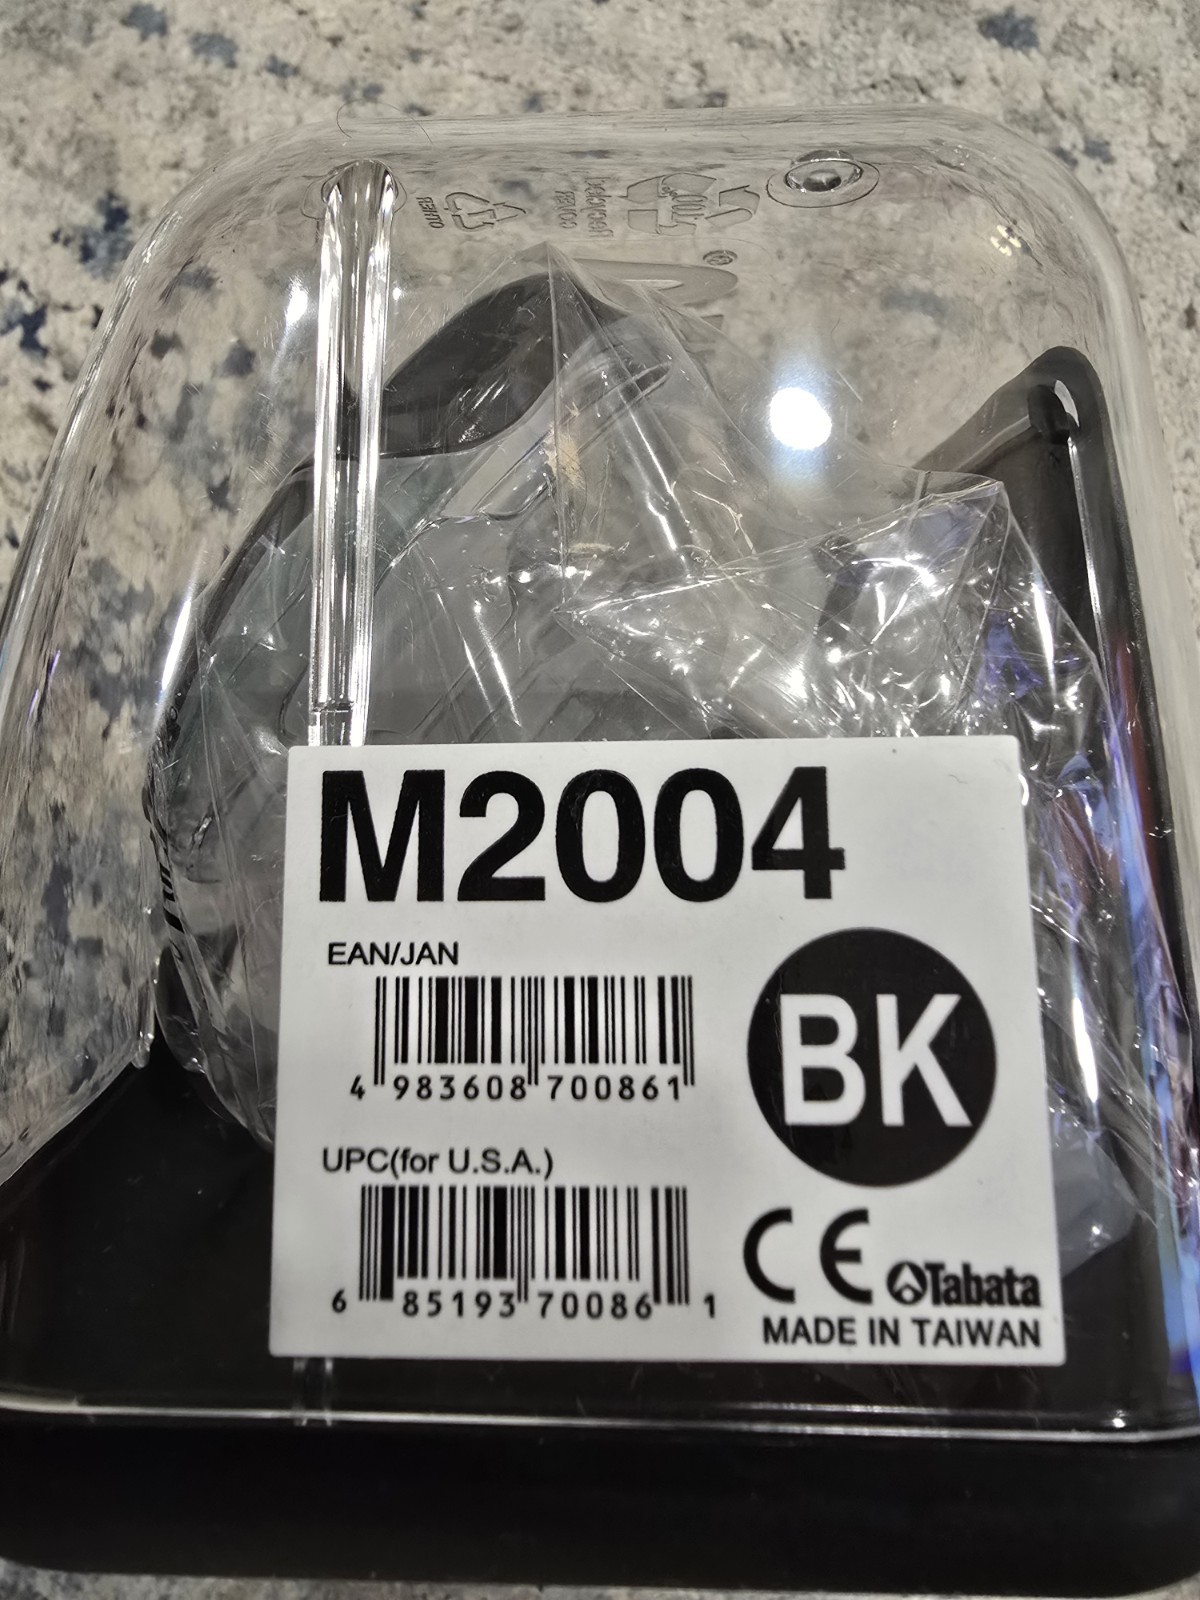 M2004
EAN/JAN
4 983608 700861
BK
UPC(for U.S.A.)
6 85193 70086 1
CE
Tabata
MADE IN TAIWAN